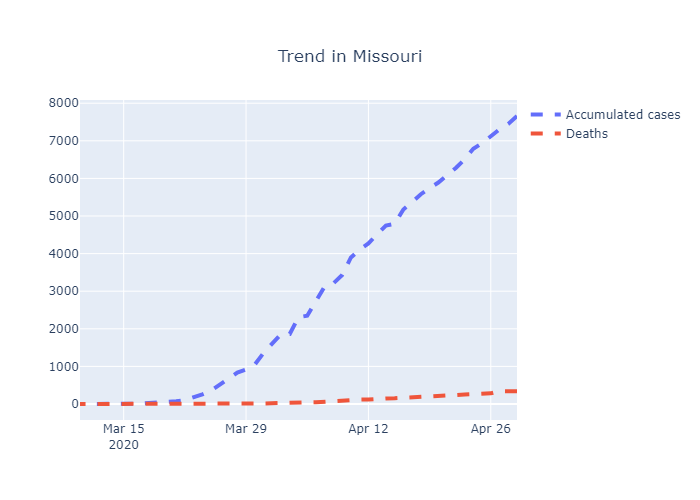 Trend in Missouri
8000
7000
6000
5000
4000
3000
2000
1000
0
Mar 15
2020
Mar 29
Apr 12
Apr 26
Accumulated cases
Deaths